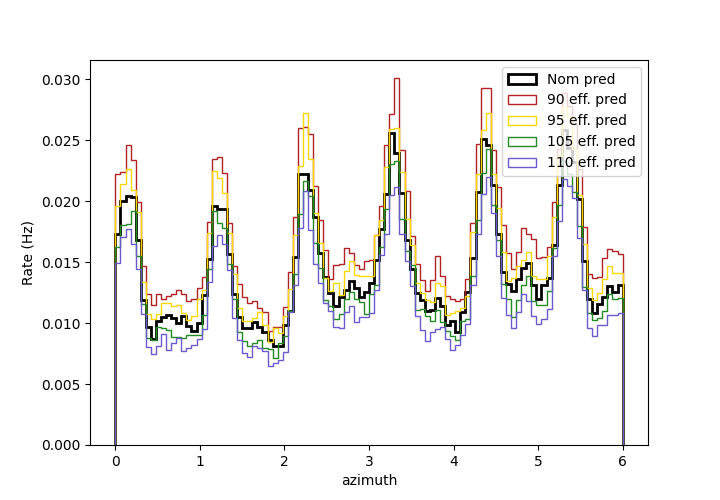 0.030
0.025
0.020
0.015
0.010
0.005
0.000
Rate (Hz)
Nom pred
90 eff. pred
95 eff. pred
105 eff. pred
110 eff. pred
0 1 2 3 4 5 6
azimuth